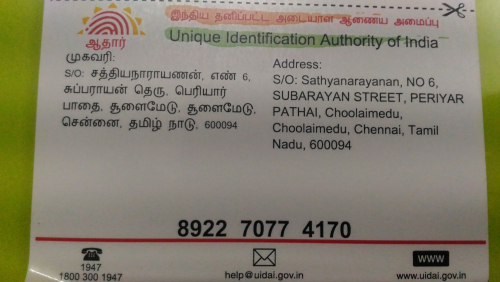 இந்திய தனிப்பட்ட அடையாள ஆணைய அமைப்பு
Unique Identification Authority of India
ஆதார்
முகவரி:
S/O: சத்தியநாராயணன், எண் 6,
சுப்பராயன் தெரு, பெரியார்
பாதை, சூளைமேடு, சூளைமேடு,
சென்னை, தமிழ் நாடு, 600094
Address:
S/O: Sathyanarayanan, NO 6,
SUBARAYAN STREET, PERIYAR
PATHAI, Choolaimedu,
Choolaimedu, Chennai, Tamil
Nadu, 600094
8922 7077 4170
1947
1800 300 1947
help@uidai.gov.in
www
www.uidai.gov.in